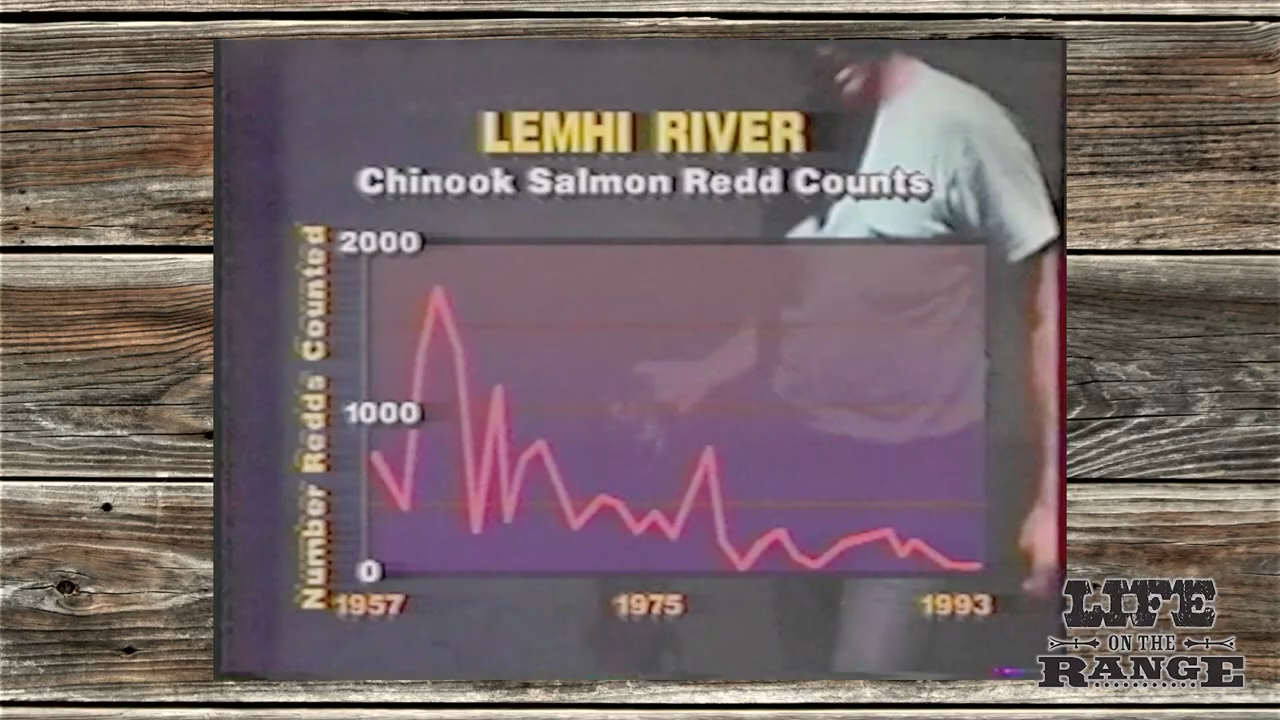 LEMHI RIVER
Chinook Salmon Redd Counts
Number Redds Counted
2000
1000
0
1957 1975 1993
LIFE
ON THE
RANGE